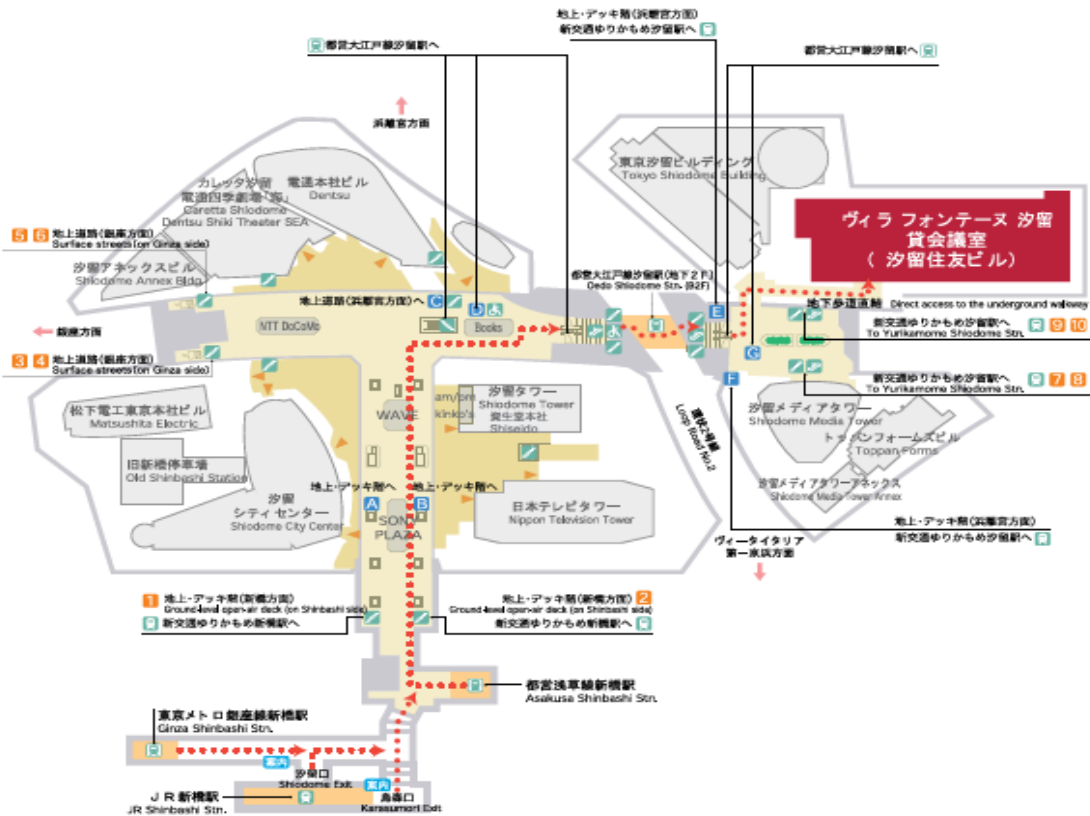 地上・デッキ階(浜離宮方面)
新交通ゆりかもめ汐留駅へ
都営大江戸線汐留駅へ
都営大江戸線汐留駅へ
浜離宮方面
東京汐留ビルディング
Tokyo Shiodome Building
カレッタ汐留
電通四季劇場「海」
Caretta Shiodome
Dentsu Shiki Theater SEA
電通本社ビル
Dentsu
ヴィラ フォンテーヌ 汐留
貸会議室
( 汐留住友ビル )
5 6 地上道路(銀座方面)
Surface streets(on Ginza side)
汐留アネックスビル
Shiodome Annex Bldg
都営大江戸線汐留駅(地下2F)
Oedo Shiodome Stn. (B2F)
地上道路(浜離宮方面)へ C
D
E
地下歩道直結 Direct access to the underground walkway
銀座方面
NTT DoCoMo
Books
新交通ゆりかもめ汐留駅へ 9 10
To Yurikamome Shiodome Stn.
G
3 4 地上道路(銀座方面)
Surface streets(on Ginza side)
F
新交通ゆりかもめ汐留駅へ 7 8
To Yurikamome Shiodome Stn.
松下電工東京本社ビル
Matsushita Electric
WAVE
am/pm
kinko's
汐留タワー
Shiodome Tower
資生堂本社
Shiseido
環状2号線
Loop Road No.2
汐留メディアタワー
Shiodome Media Tower
トッパンフォームズビル
Toppan Forms
旧新橋停車場
Old Shinbashi Station
汐留
シティセンター
Shiodome City Center
地上・デッキ階へ
A
地上・デッキ階へ
B
SONY
PLAZA
日本テレビタワー
Nippon Television Tower
汐留メディアタワーアネックス
Shiodome Media Tower Annex
地上・デッキ階(浜離宮方面)
新交通ゆりかもめ汐留駅へ
ヴィータイタリア
第一京浜方面
1 地上・デッキ階(新橋方面)
Ground-level open-air deck (on Shinbashi side)
新交通ゆりかもめ新橋駅へ
地上・デッキ階(新橋方面) 2
Ground-level open-air deck (on Shinbashi side)
新交通ゆりかもめ新橋駅へ
都営浅草線新橋駅
Asakusa Shinbashi Stn.
東京メトロ銀座線新橋駅
Ginza Shinbashi Stn.
案内
汐留口
Shiodome Exit
案内
JR新橋駅
JR Shinbashi Stn.
烏森口
Karasumori Exit